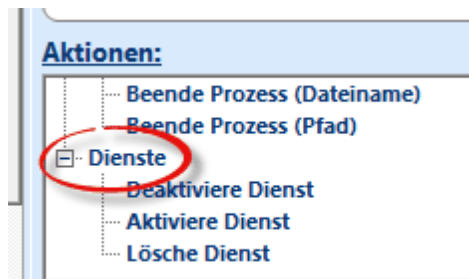 Aktionen:
Beende Prozess (Dateiname)
Beende Prozess (Pfad)
Dienste
Deaktiviere Dienst
Aktiviere Dienst
Lösche Dienst